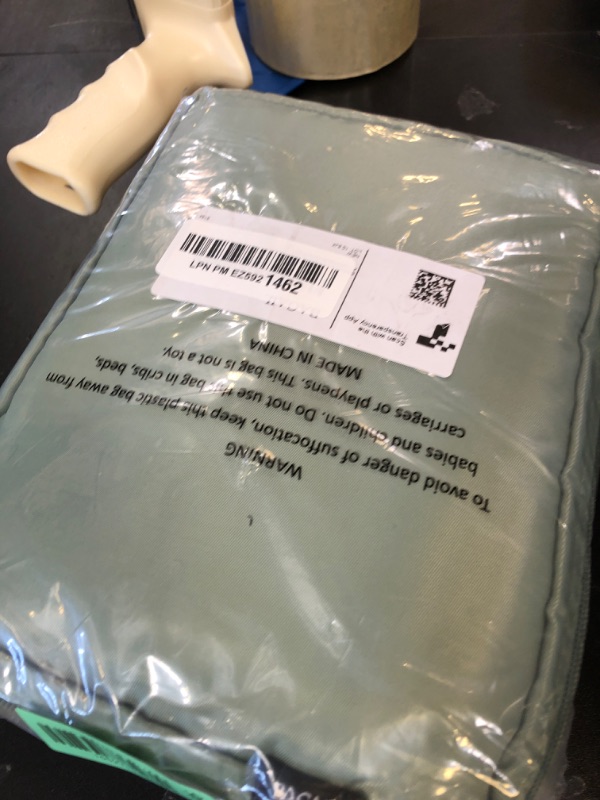 LPN PM EZ592 1462
Scan with the
Transparency App
WARNING
To avoid danger of suffocation, keep this plastic bag away from
babies and children. Do not use this bag in cribs, beds,
carriages or playpens. This bag is not a toy.
MADE IN CHINA